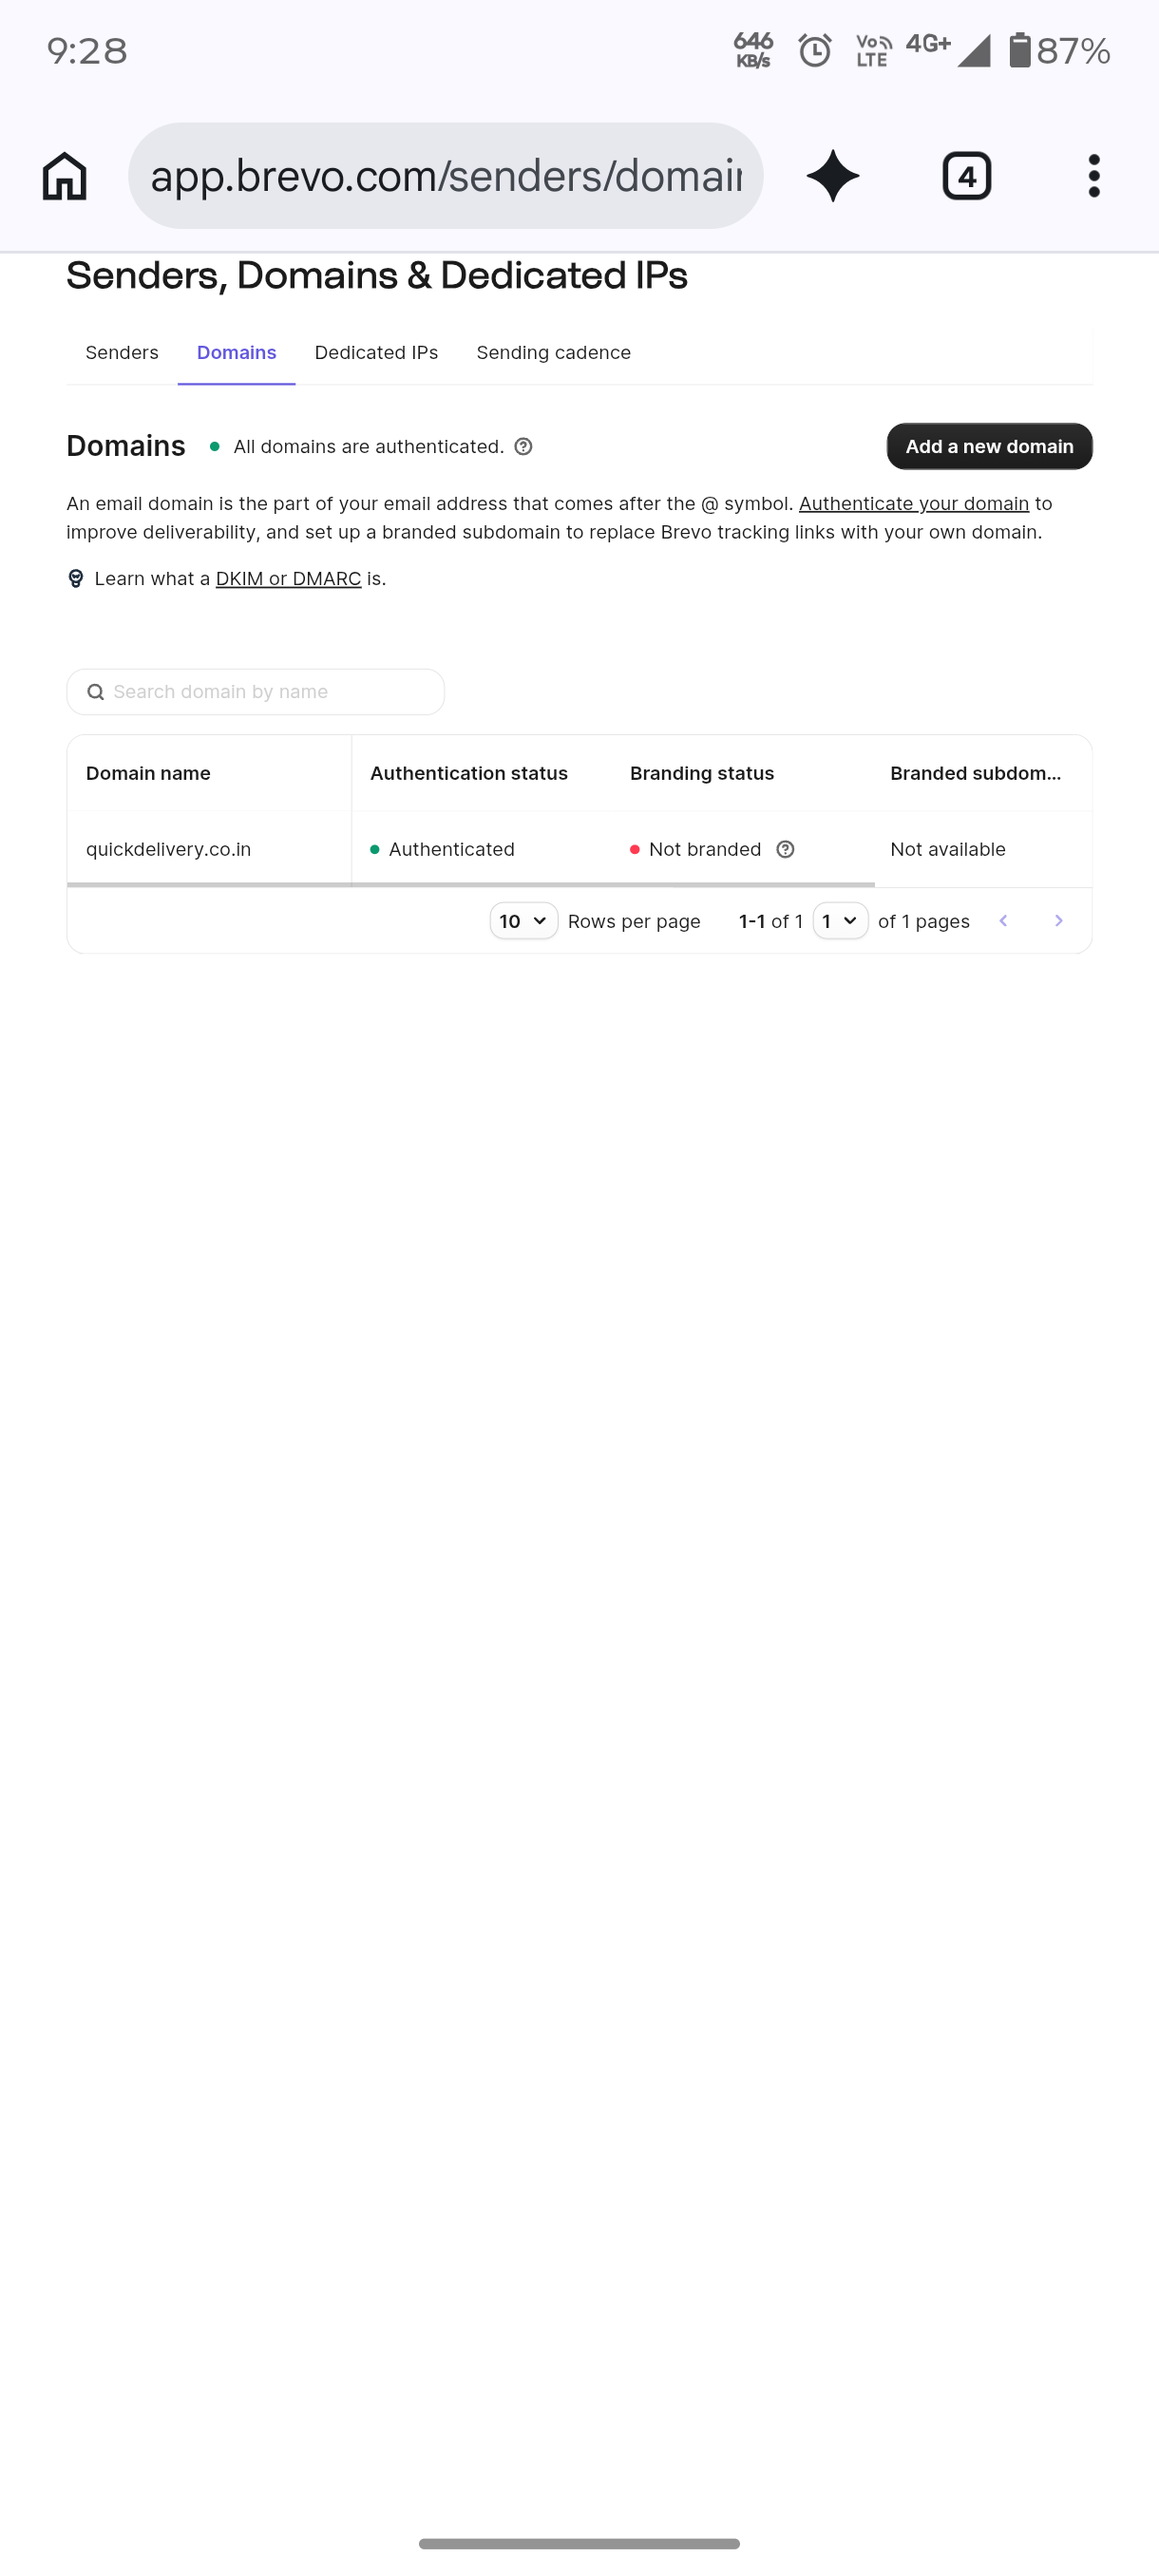 9:28
646
KB/s
Vo
LTE
4G+
87%
app.brevo.com/senders/domain
4
Senders, Domains & Dedicated IPs
Senders Domains Dedicated IPs Sending cadence
Domains All domains are authenticated. Add a new domain
An email domain is the part of your email address that comes after the @ symbol. Authenticate your domain to
improve deliverability, and set up a branded subdomain to replace Brevo tracking links with your own domain.
Learn what a DKIM or DMARC is.
Search domain by name
Domain name Authentication status Branding status Branded subdom...
quickdelivery.co.in Authenticated Not branded Not available
10 Rows per page 1-1 of 1 1 of 1 pages